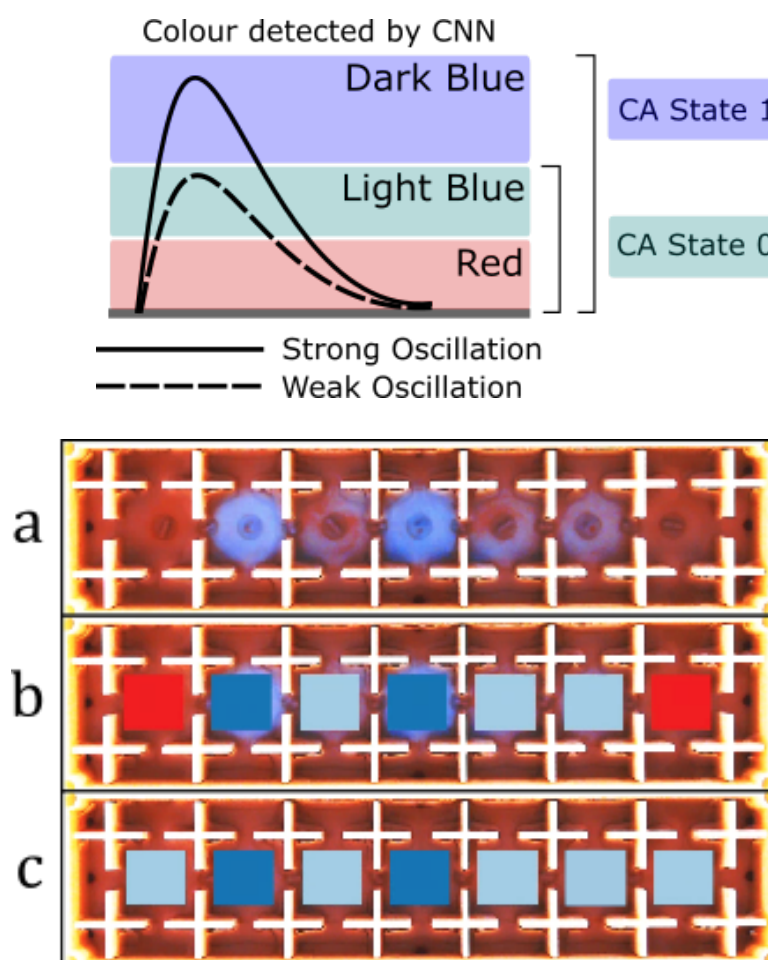 Colour detected by CNN
Dark Blue
CA State 1
Light Blue
CA State 0
Red
Strong Oscillation
Weak Oscillation
a
b
c